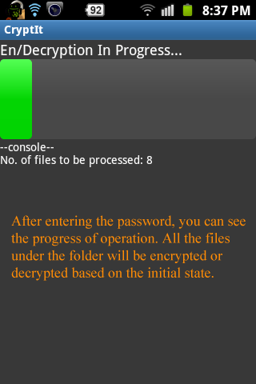 92
8:37 PM
CryptIt
En/Decryption In Progress...
--console--
No. of files to be processed: 8
After entering the password, you can see
the progress of operation. All the files
under the folder will be encrypted or
decrypted based on the initial state.